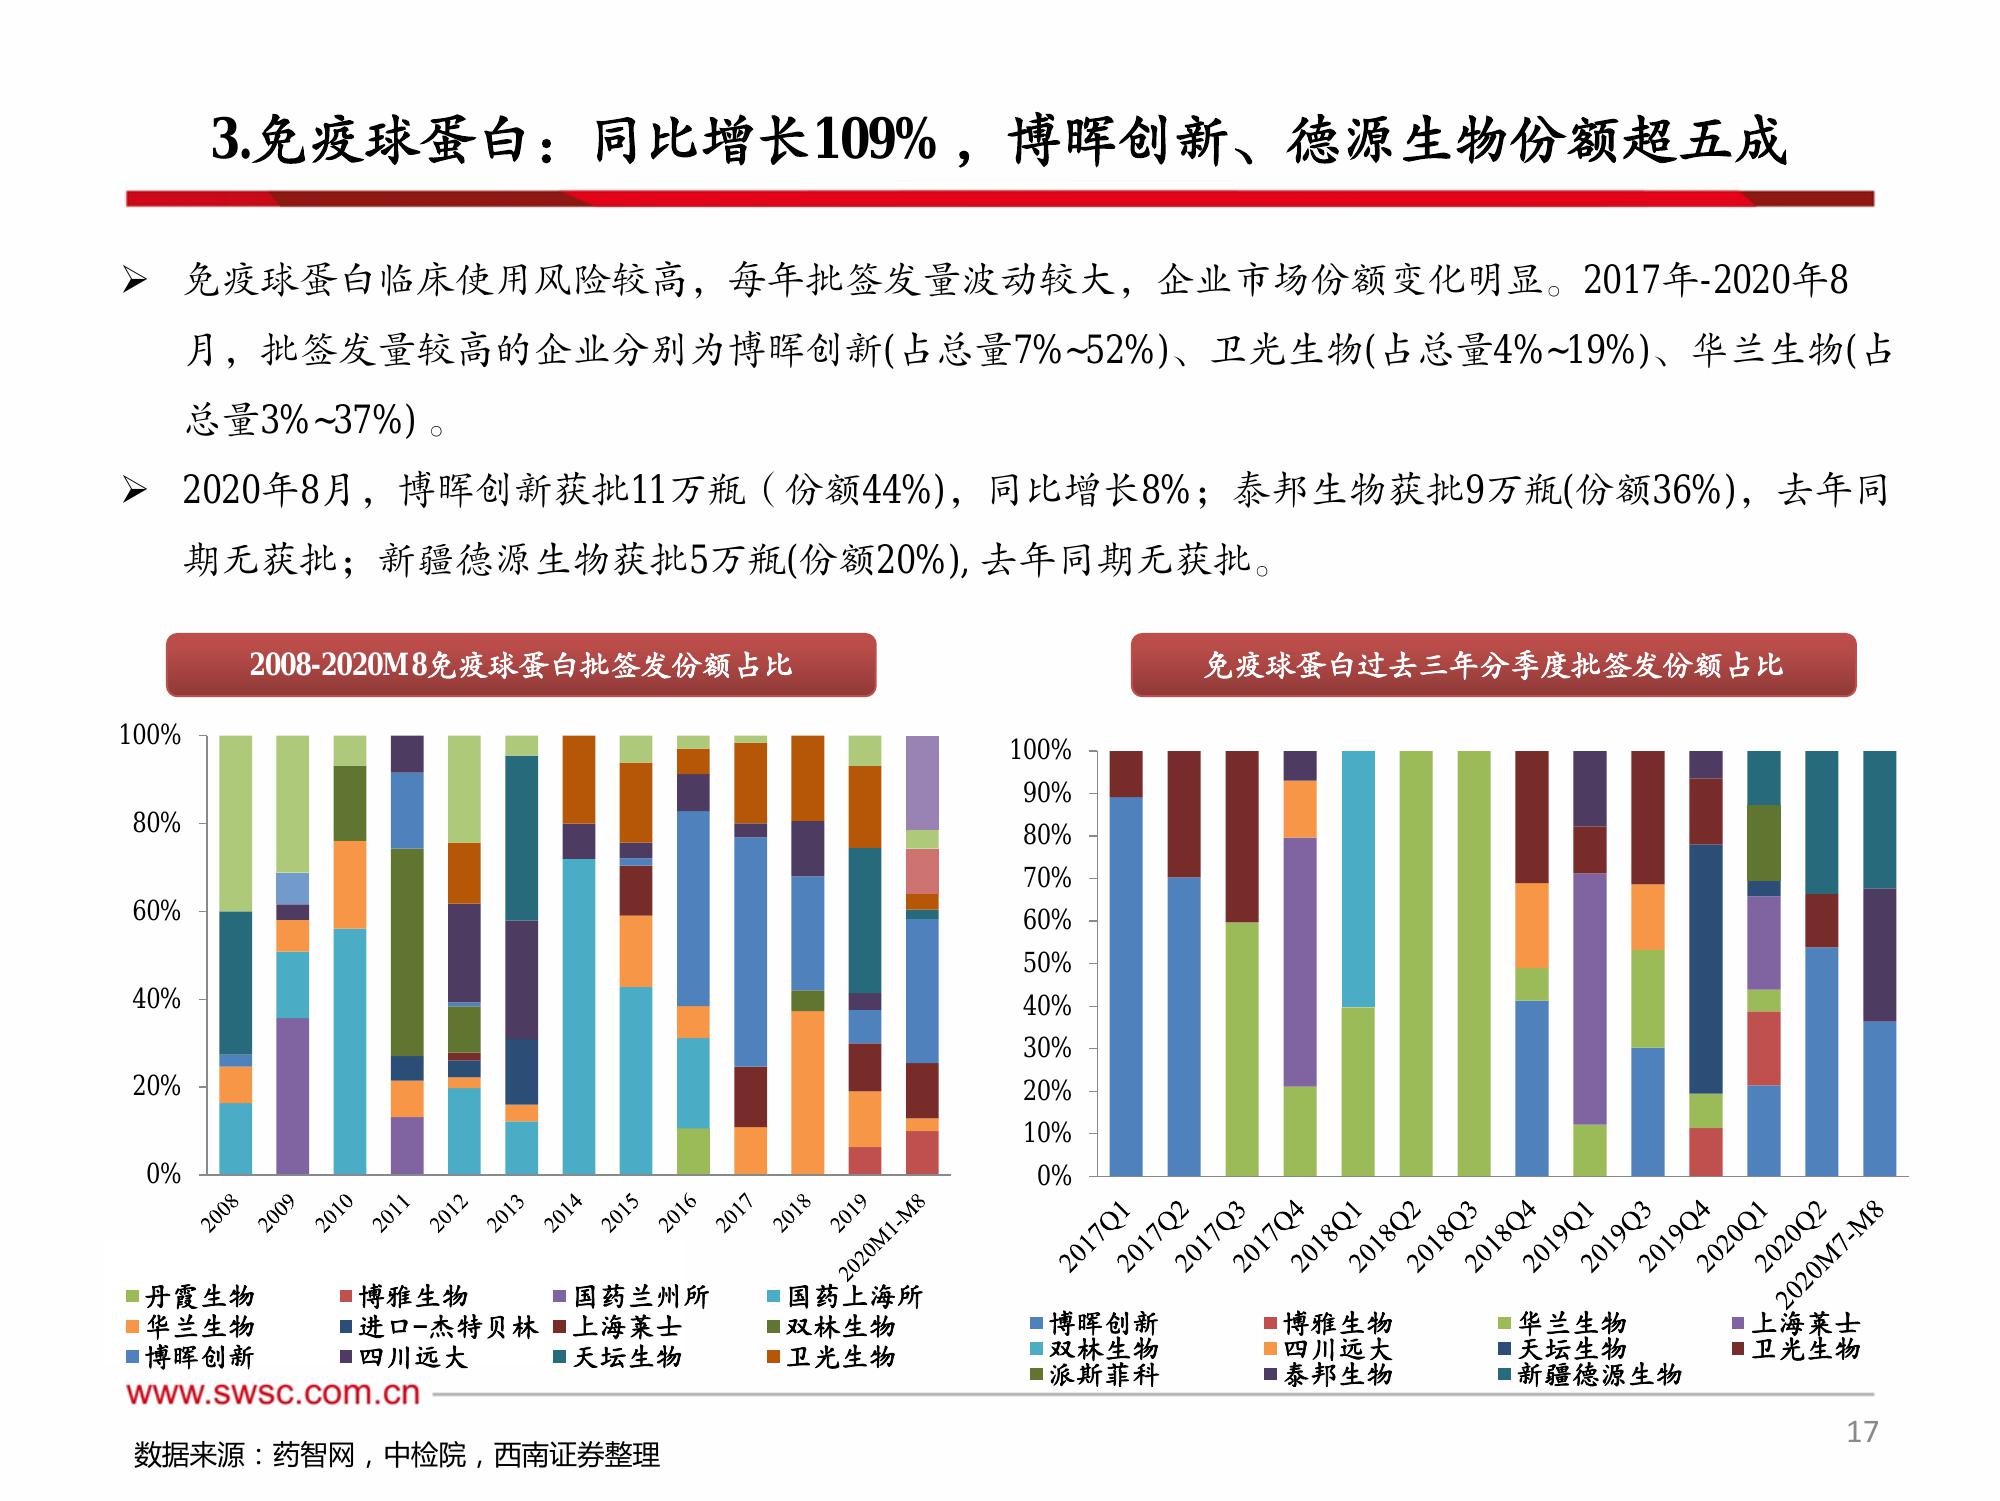 3.免疫球蛋白：同比增长109%，博晖创新、德源生物份额超五成
➢ 免疫球蛋白临床使用风险较高，每年批签发量波动较大，企业市场份额变化明显。2017年-2020年8
月，批签发量较高的企业分别为博晖创新(占总量7%~52%)、卫光生物(占总量4%~19%)、华兰生物(占
总量3%~37%)。
➢ 2020年8月，博晖创新获批11万瓶（份额44%)，同比增长8%；泰邦生物获批9万瓶(份额36%)，去年同
期无获批；新疆德源生物获批5万瓶(份额20%),去年同期无获批。
2008-2020M8免疫球蛋白批签发份额占比
100%
80%
60%
40%
20%
0%
2008 2009 2010 2011 2012 2013 2014 2015 2016 2017 2018 2019 2020M1-M8
丹霞生物 博雅生物 国药兰州所 国药上海所
华兰生物 进口-杰特贝林 上海莱士 双林生物
博晖创新 四川远大 天坛生物 卫光生物
免疫球蛋白过去三年分季度批签发份额占比
100%
90%
80%
70%
60%
50%
40%
30%
20%
10%
0%
2017Q1 2017Q2 2017Q3 2017Q4 2018Q1 2018Q2 2018Q3 2018Q4 2019Q1 2019Q3 2019Q4 2020Q1 2020Q2 2020M7-M8
博晖创新 博雅生物 华兰生物 上海莱士
双林生物 四川远大 天坛生物 卫光生物
派斯菲科 泰邦生物 新疆德源生物
www.swsc.com.cn
17
数据来源：药智网，中检院，西南证券整理